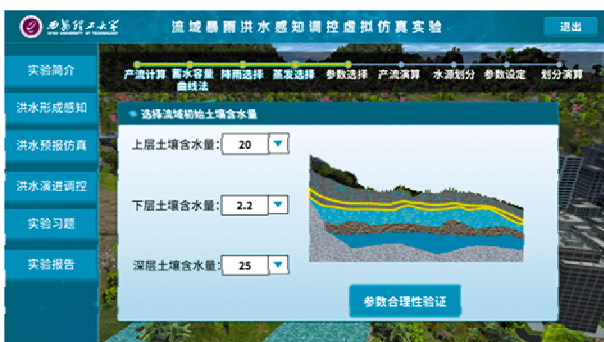 西安理工大学
XI'AN UNIVERSITY OF TECHNOLOGY
流域暴雨洪水感知调控虚拟仿真实验
退出
实验简介
洪水形成感知
洪水预报仿真
洪水演进调控
实验习题
实验报告
产流计算
蓄水容量
曲线法
降雨选择
蒸发选择
参数选择
产流演算
水源划分
参数设定
划分演算
选择流域初始土壤含水量
上层土壤含水量: 20
下层土壤含水量: 2.2
深层土壤含水量: 25
参数合理性验证